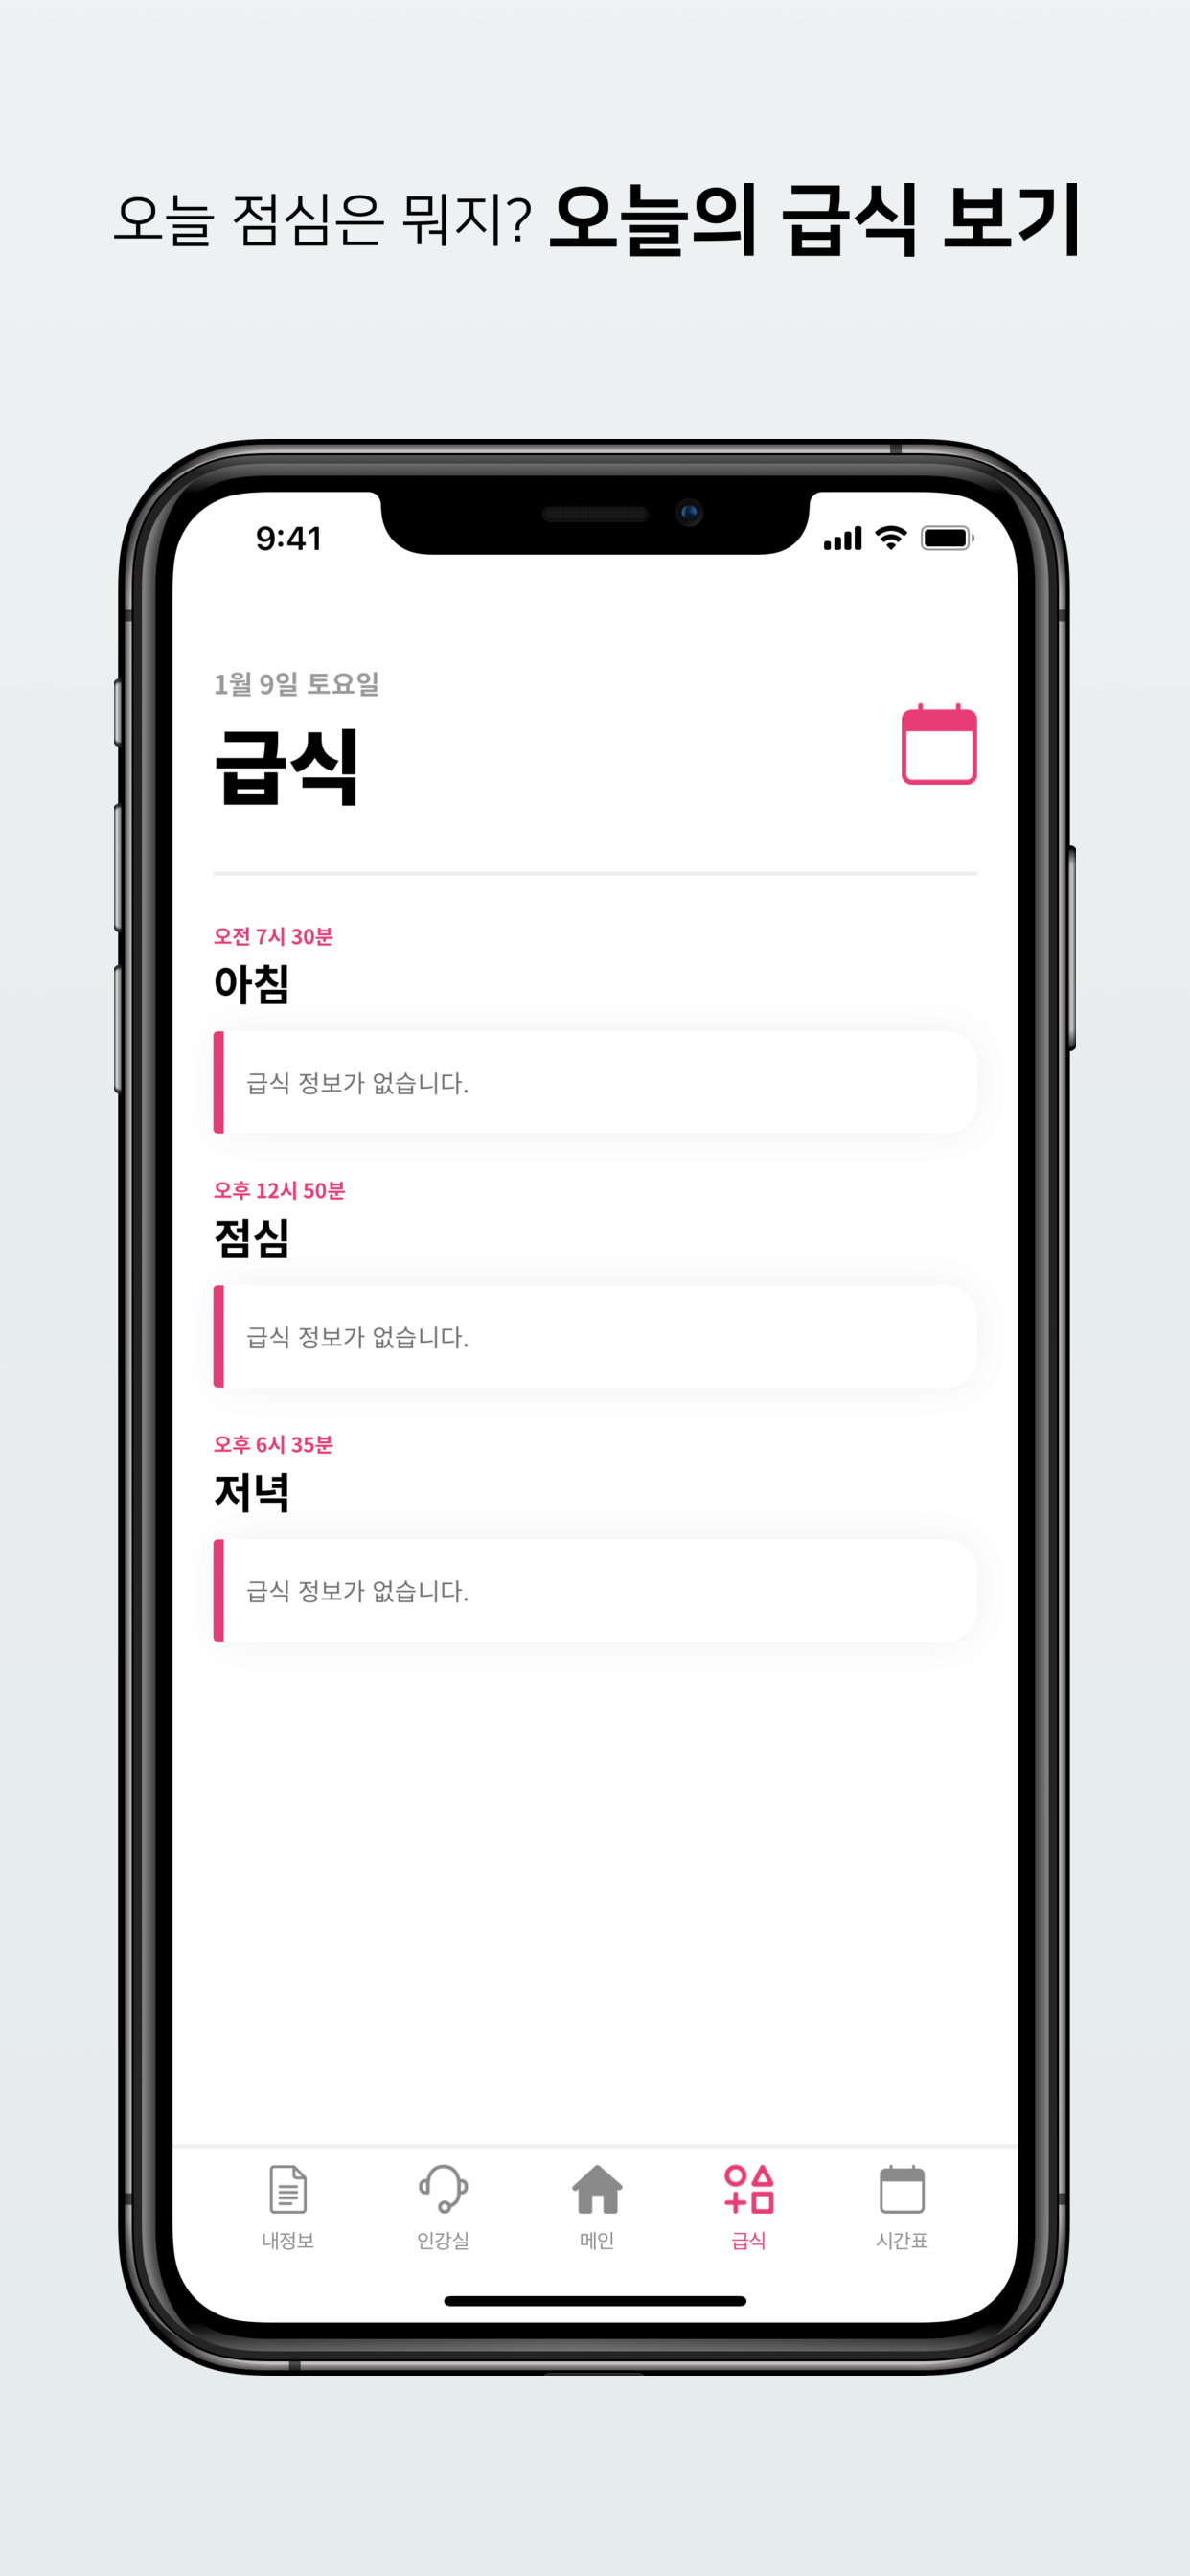 오늘 점심은 뭐지? 오늘의 급식 보기
9:41
1월 9일 토요일
급식
오전 7시 30분
아침
급식 정보가 없습니다.
오후 12시 50분
점심
급식 정보가 없습니다.
오후 6시 35분
저녁
급식 정보가 없습니다.
내정보 인강실 메인 급식 시간표